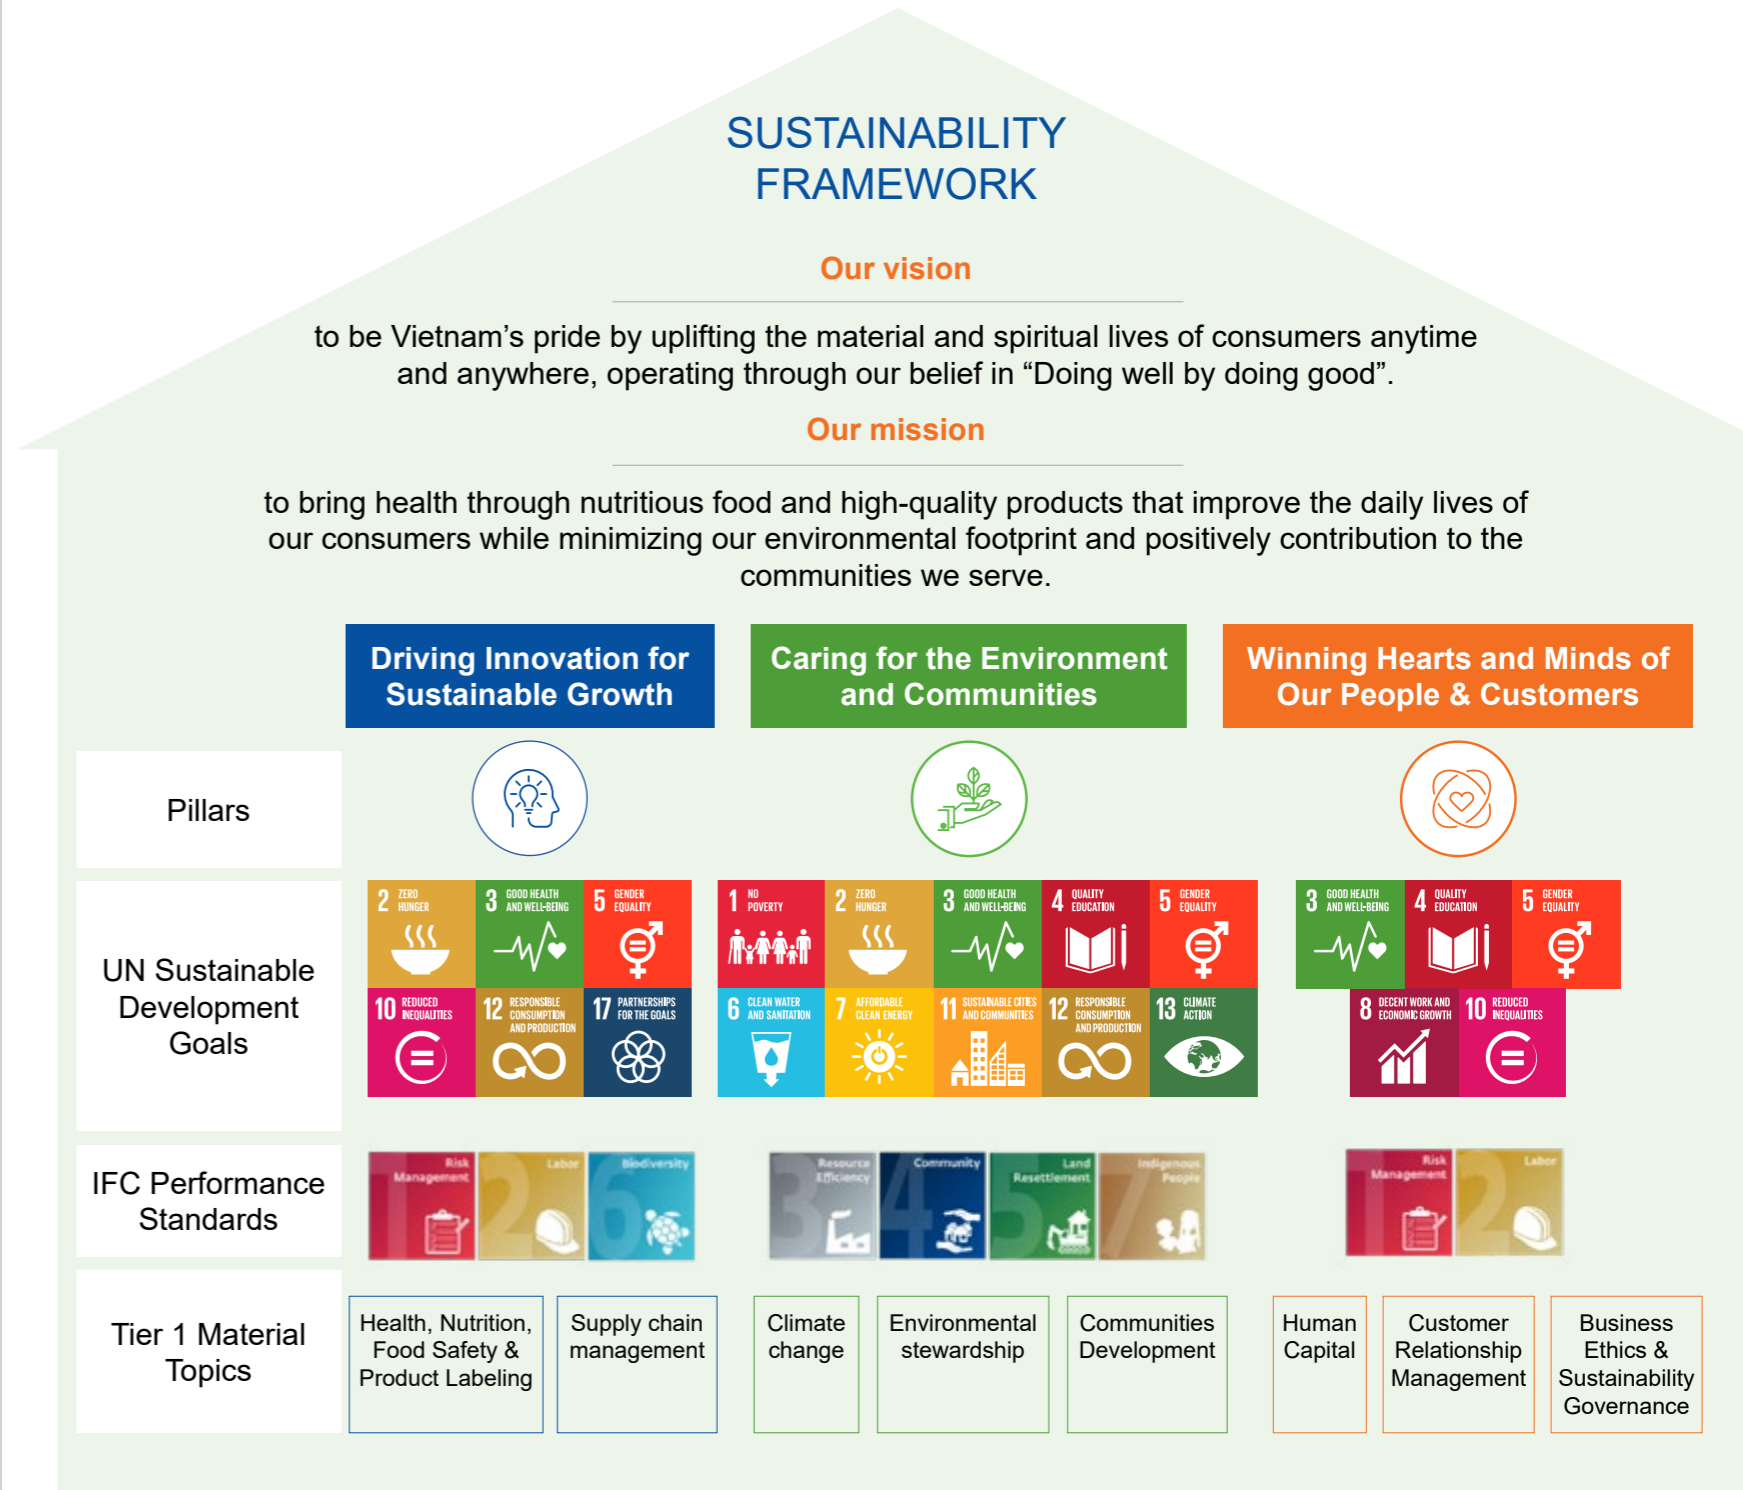 SUSTAINABILITY
FRAMEWORK
Our vision
to be Vietnam’s pride by uplifting the material and spiritual lives of consumers anytime
and anywhere, operating through our belief in “Doing well by doing good”.
Our mission
to bring health through nutritious food and high-quality products that improve the daily lives of
our consumers while minimizing our environmental footprint and positively contribution to the
communities we serve.
Driving Innovation for
Sustainable Growth
Caring for the Environment
and Communities
Winning Hearts and Minds of
Our People & Customers
Pillars
UN Sustainable
Development
Goals
2 ZERO
HUNGER
3 GOOD HEALTH
AND WELL-BEING
5 GENDER
EQUALITY
10 REDUCED
INEQUALITIES
12 RESPONSIBLE
CONSUMPTION
AND PRODUCTION
17 PARTNERSHIPS
FOR THE GOALS
1 NO
POVERTY
2 ZERO
HUNGER
3 GOOD HEALTH
AND WELL-BEING
4 QUALITY
EDUCATION
5 GENDER
EQUALITY
6 CLEAN WATER
AND SANITATION
7 AFFORDABLE
CLEAN ENERGY
11 SUSTAINABLE CITIES
AND COMMUNITIES
12 RESPONSIBLE
CONSUMPTION
AND PRODUCTION
13 CLIMATE
ACTION
3 GOOD HEALTH
AND WELL-BEING
4 QUALITY
EDUCATION
5 GENDER
EQUALITY
8 DECENT WORK AND
ECONOMIC GROWTH
10 REDUCED
INEQUALITIES
IFC Performance
Standards
1 Risk
Management
2 Labor
6 Biodiversity
3 Resource
Efficiency
4 Community
5 Land
Resettlement
7 Indigenous
People
1 Risk
Management
2 Labor
Tier 1 Material
Topics
Health, Nutrition,
Food Safety &
Product Labeling
Supply chain
management
Climate
change
Environmental
stewardship
Communities
Development
Human
Capital
Customer
Relationship
Management
Business
Ethics &
Sustainability
Governance